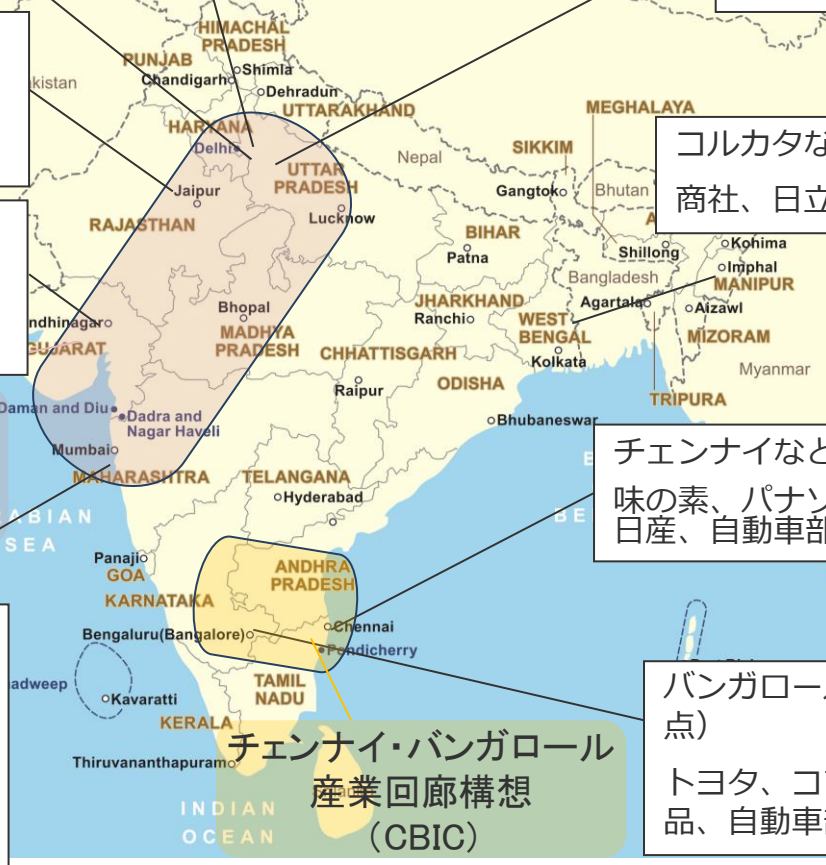 HIMACHAL
PRADESH
PUNJAB
Shimla
Chandigarh
Dehradun
UTTARAKHAND
HARYANA
Delhi
UTTAR
PRADESH
Nepal
Jaipur
RAJASTHAN
Lucknow
MEGHALAYA
SIKKIM
Gangtok
Bhutan
コルカタな
商社、日立
BIHAR
Patna
Shillong
Kohima
Imphal
MANIPUR
Bangladesh
Agartala
Aizawl
MIZORAM
Myanmar
TRIPURA
Bhopal
MADHYA
PRADESH
JHARKHAND
Ranchi
WEST
BENGAL
Kolkata
CHHATTISGARH
Raipur
ODISHA
Bhubaneswar
ndhinagar
GUJARAT
Daman and Diu
Dadra and
Nagar Haveli
Mumbai
MAHARASHTRA
TELANGANA
Hyderabad
チェンナイなど
味の素、パナソ
日産、自動車部
ABIAN
SEA
BE
Panaji
GOA
KARNATAKA
ANDHRA
PRADESH
Bengaluru(Bangalore)
Chennai
Pondicherry
adweep
Kavaratti
TAMIL
NADU
KERALA
Thiruvananthapuram
チェンナイ・バンガロール
産業回廊構想
（CBIC）
INDIAN
OCEAN
バンガロール
点）
トヨタ、コ
品、自動車部